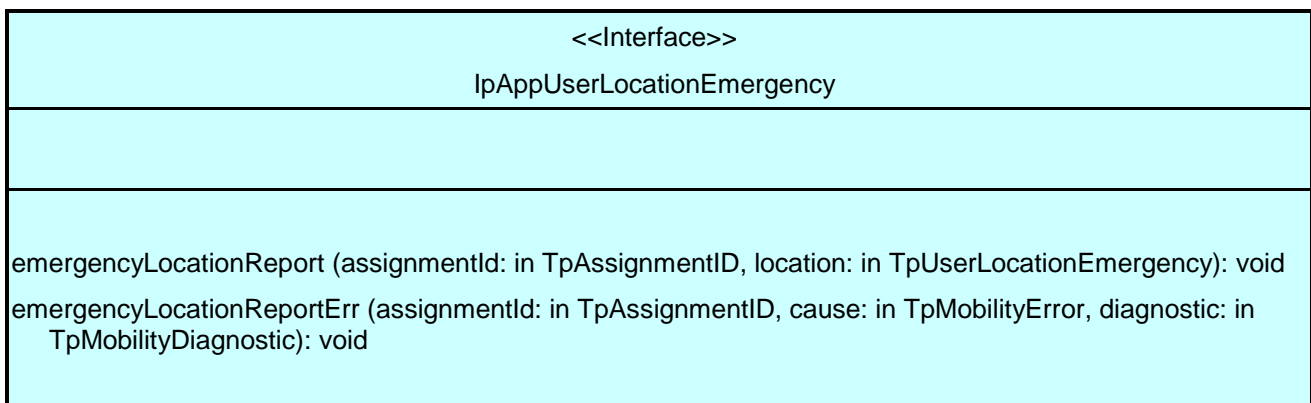 <<Interface>>
IpAppUserLocationEmergency
emergencyLocationReport (assignmentId: in TpAssignmentID, location: in TpUserLocationEmergency): void
emergencyLocationReportErr (assignmentId: in TpAssignmentID, cause: in TpMobilityError, diagnostic: in
TpMobilityDiagnostic): void